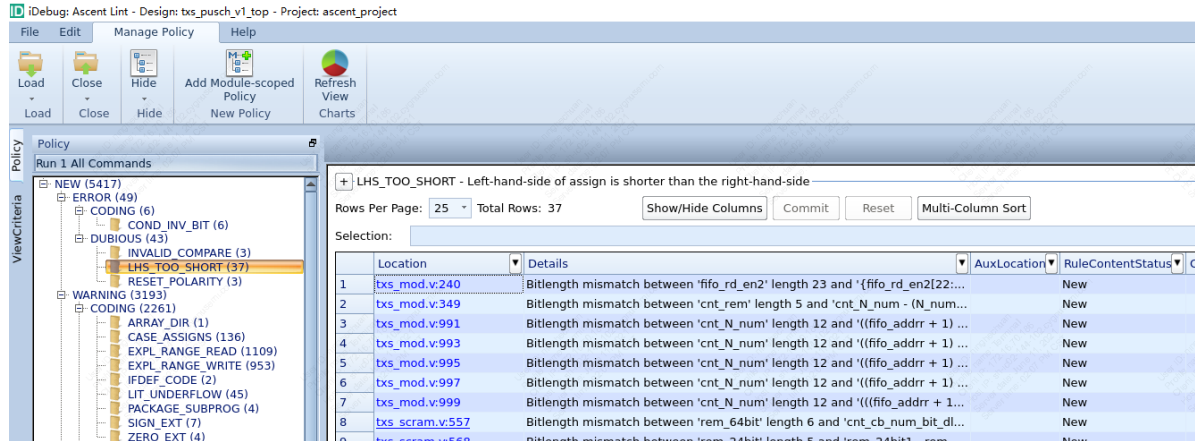 iDebug: Ascent Lint - Design: txs_pusch_v1_top - Project: ascent_project
File Edit Manage Policy Help
Load Close Hide Add Module-scoped Policy Refresh View
Load Close Hide New Policy Charts
Policy
ViewCriteria
Policy
Run 1 All Commands
NEW (5417)
ERROR (49)
CODING (6)
COND_INV_BIT (6)
DUBIOUS (43)
INVALID_COMPARE (3)
LHS_TOO_SHORT (37)
RESET_POLARITY (3)
WARNING (3193)
CODING (2261)
ARRAY_DIR (1)
CASE_ASSIGNS (136)
EXPL_RANGE_READ (1109)
EXPL_RANGE_WRITE (953)
IFDEF_CODE (2)
LIT_UNDERFLOW (45)
PACKAGE_SUBPROG (4)
SIGN_EXT (7)
ZERO_EXT (4)
LHS_TOO_SHORT - Left-hand-side of assign is shorter than the right-hand-side
Rows Per Page: 25 Total Rows: 37 Show/Hide Columns Commit Reset Multi-Column Sort
Selection:
Location Details AuxLocation RuleContentStatus
1 txs_mod.v:240 Bitlength mismatch between 'fifo_rd_en2' length 23 and '{fifo_rd_en2[22:... New
2 txs_mod.v:349 Bitlength mismatch between 'cnt_rem' length 5 and 'cnt_N_num - (N_num... New
3 txs_mod.v:991 Bitlength mismatch between 'cnt_N_num' length 12 and '((fifo_addrr + 1) ... New
4 txs_mod.v:993 Bitlength mismatch between 'cnt_N_num' length 12 and '(((fifo_addrr + 1) ... New
5 txs_mod.v:995 Bitlength mismatch between 'cnt_N_num' length 12 and '(((fifo_addrr + 1) ... New
6 txs_mod.v:997 Bitlength mismatch between 'cnt_N_num' length 12 and '(((fifo_addrr + 1) ... New
7 txs_mod.v:999 Bitlength mismatch between 'cnt_N_num' length 12 and '((((fifo_addrr + 1... New
8 txs_scram.v:557 Bitlength mismatch between 'rem_64bit' length 6 and 'cnt_cb_num_bit_dl... New